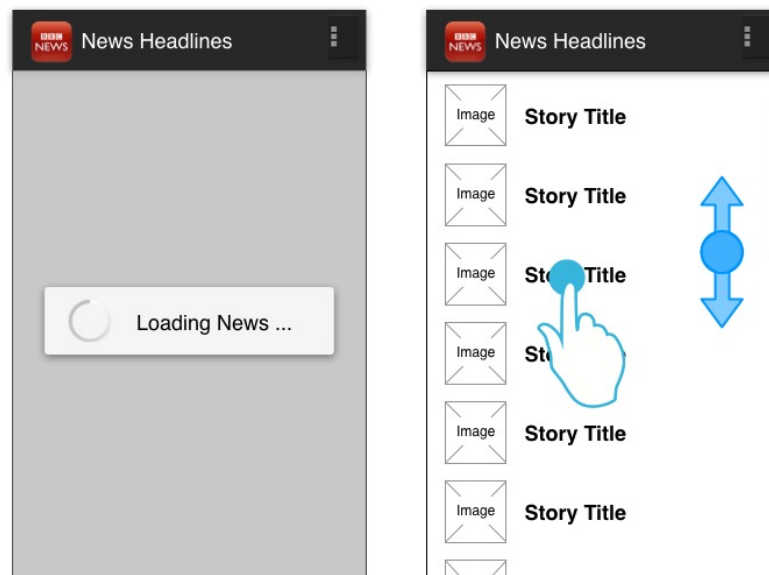 BBC
NEWS
News Headlines
Loading News ...
BBC
NEWS
News Headlines
Image
Story Title
Image
Story Title
Image
Title
Image
Image
Story Title
Image
Story Title